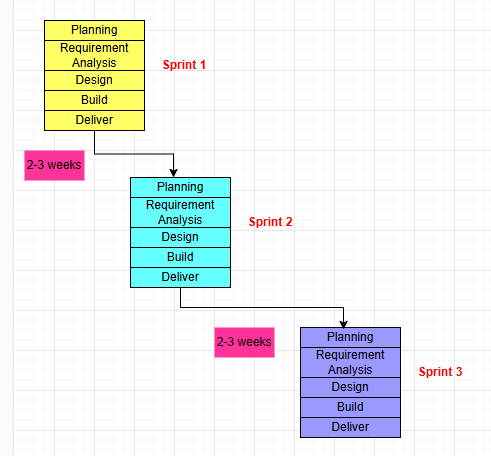 Planning
Requirement
Analysis
Sprint 1
Design
Build
Deliver
2-3 weeks
Planning
Requirement
Analysis
Sprint 2
Design
Build
Deliver
2-3 weeks
Planning
Requirement
Analysis
Sprint 3
Design
Build
Deliver